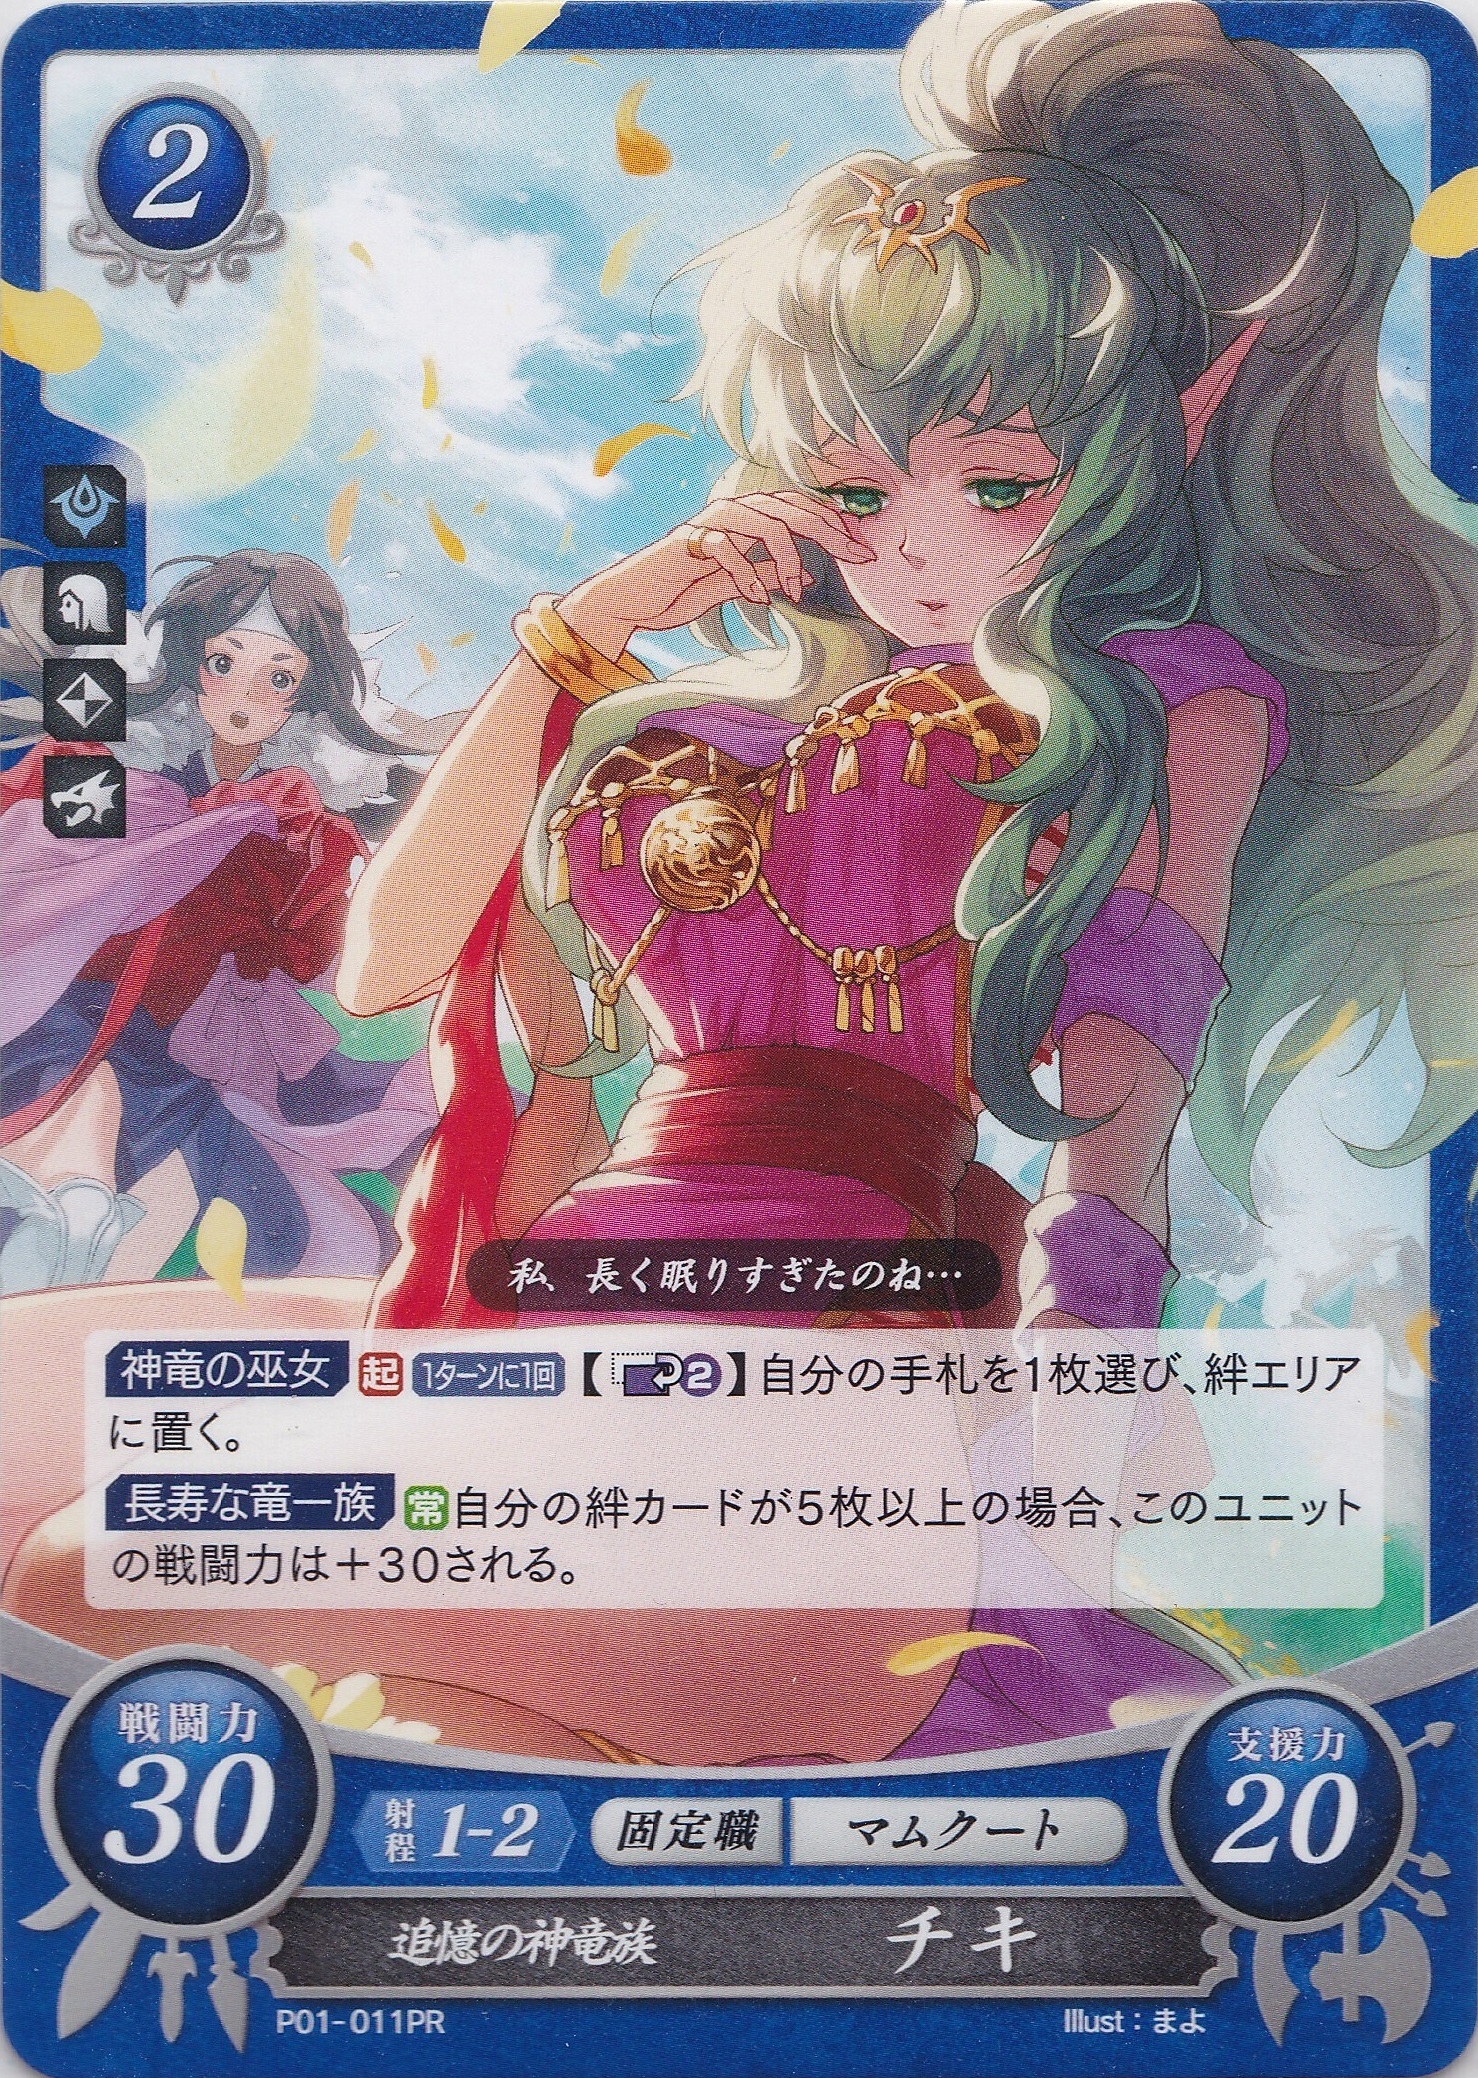 2
私、長く眠りすぎたのね…
神竜の巫女 起 1ターンに1回 【2】自分の手札を1枚選び、絆エリア
に置く。
長寿な竜一族 常 自分の絆カードが5枚以上の場合、このユニット
の戦闘力は＋30される。
戦闘力
30
射程 1-2
固定職 マムクート
支援力
20
追憶の神竜族 チキ
P01-011PR
Illust：まよ